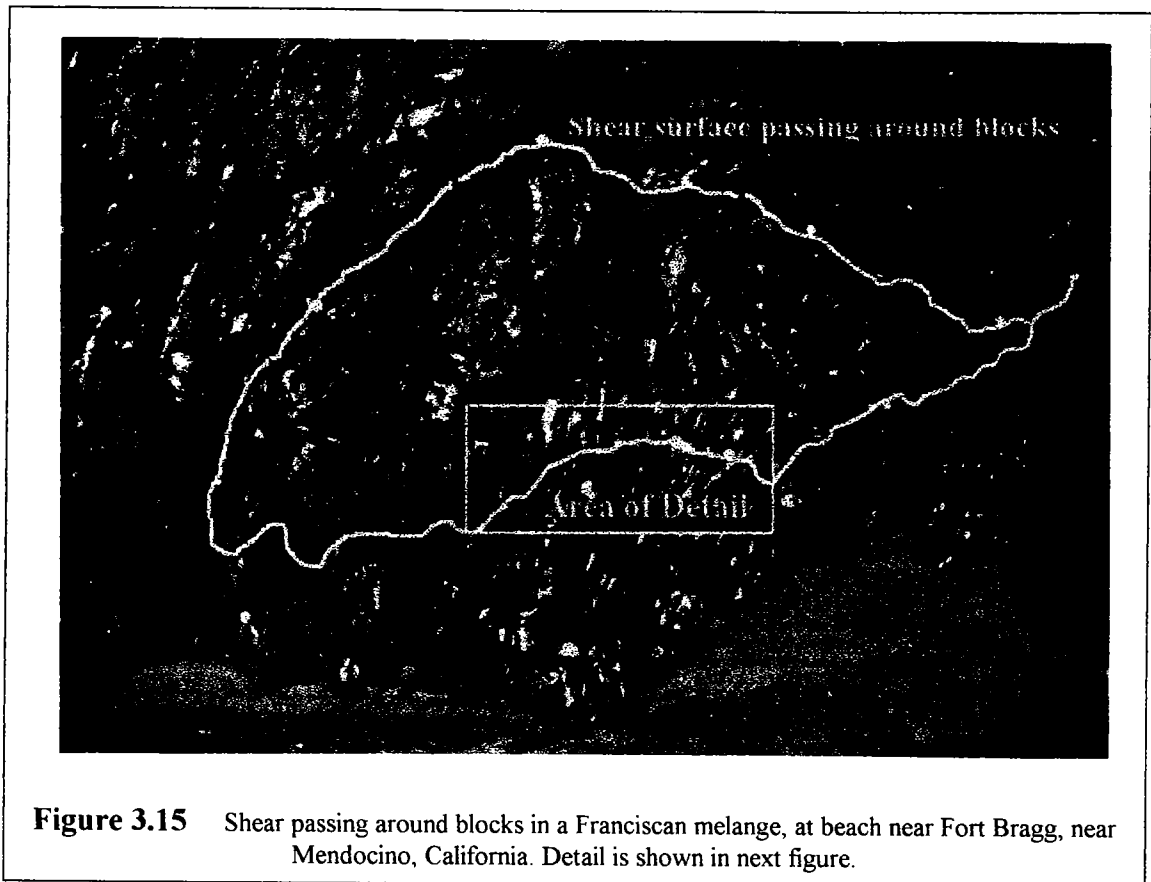 Shear surface passing around blocks
Area of Detail
Figure 3.15 Shear passing around blocks in a Franciscan melange, at beach near Fort Bragg, near
Mendocino, California. Detail is shown in next figure.